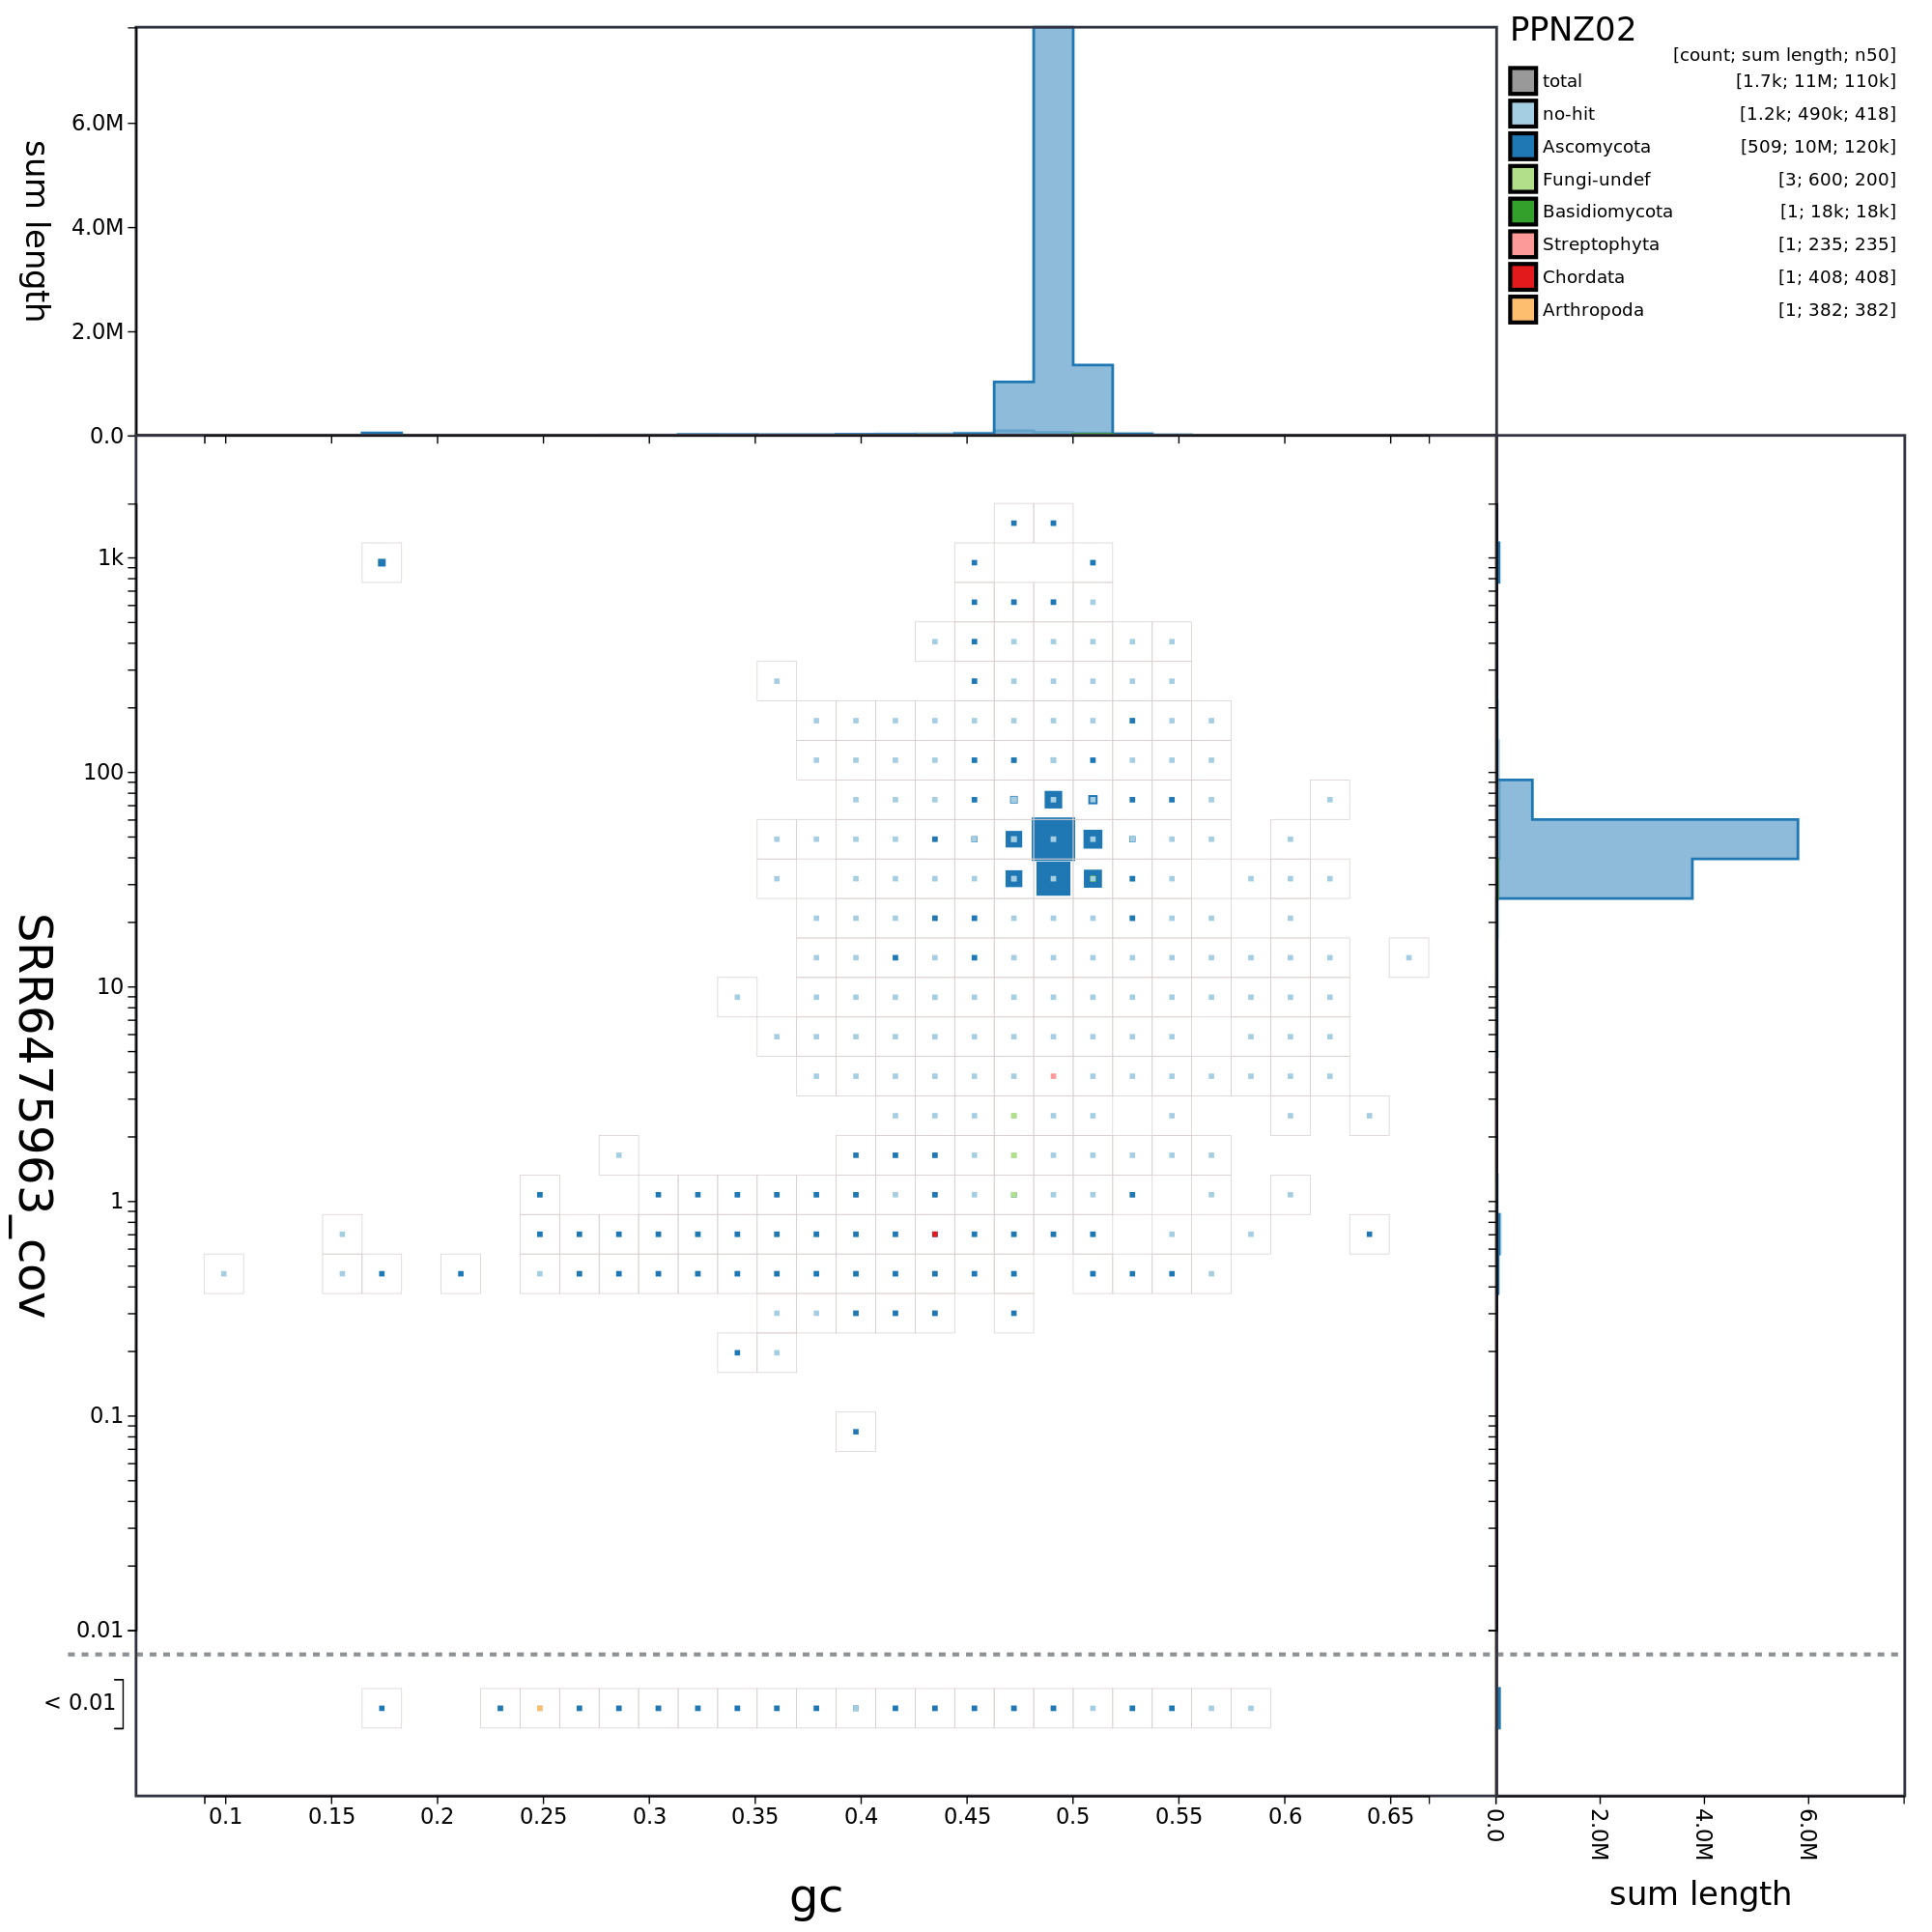 PPNZ02
[count; sum length; n50]
total [1.7k; 11M; 110k]
no-hit [1.2k; 490k; 418]
Ascomycota [509; 10M; 120k]
Fungi-undef [3; 600; 200]
Basidiomycota [1; 18k; 18k]
Streptophyta [1; 235; 235]
Chordata [1; 408; 408]
Arthropoda [1; 382; 382]
sum length
6.0M
4.0M
2.0M
0.0
SRR6475963_cov
1k
100
10
1
0.1
0.01
< 0.01
0.1 0.15 0.2 0.25 0.3 0.35 0.4 0.45 0.5 0.55 0.6 0.65
gc
0.0 2.0M 4.0M 6.0M
sum length